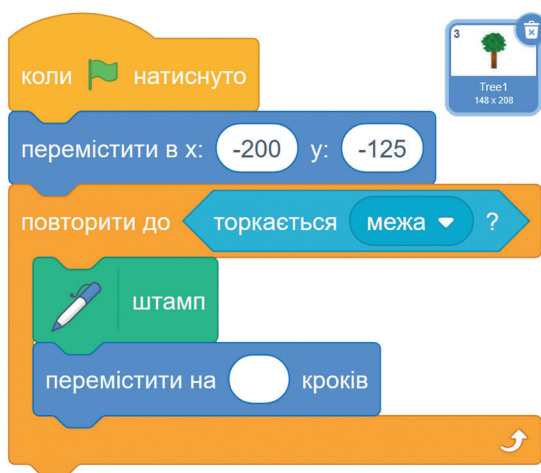 коли натиснуто
3
Tree1
148 x 208
перемістити в x: -200 y: -125
повторити до торкається межа ?
штамп
перемістити на кроків